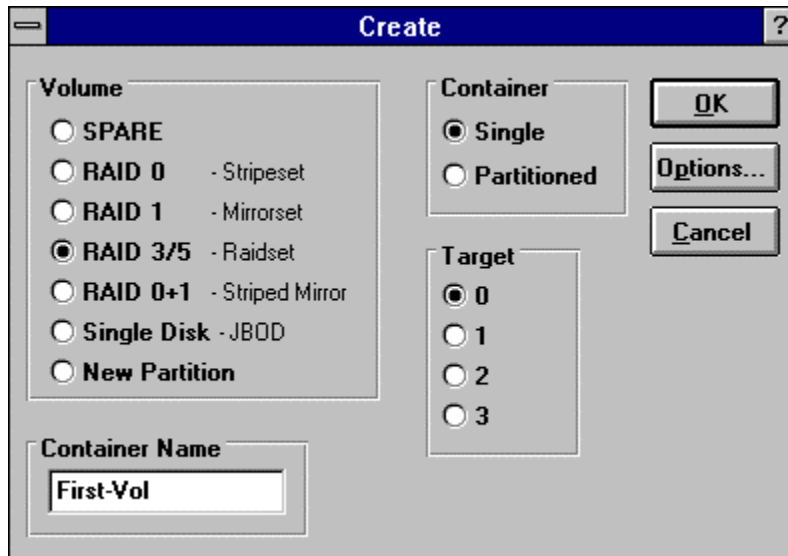 Create
?
Volume
SPARE
RAID 0 - Stripeset
RAID 1 - Mirrorset
RAID 3/5 - Raidset
RAID 0+1 - Striped Mirror
Single Disk - JBOD
New Partition
Container Name
First-Vol
Container
Single
Partitioned
Target
0
1
2
3
OK
Options...
Cancel